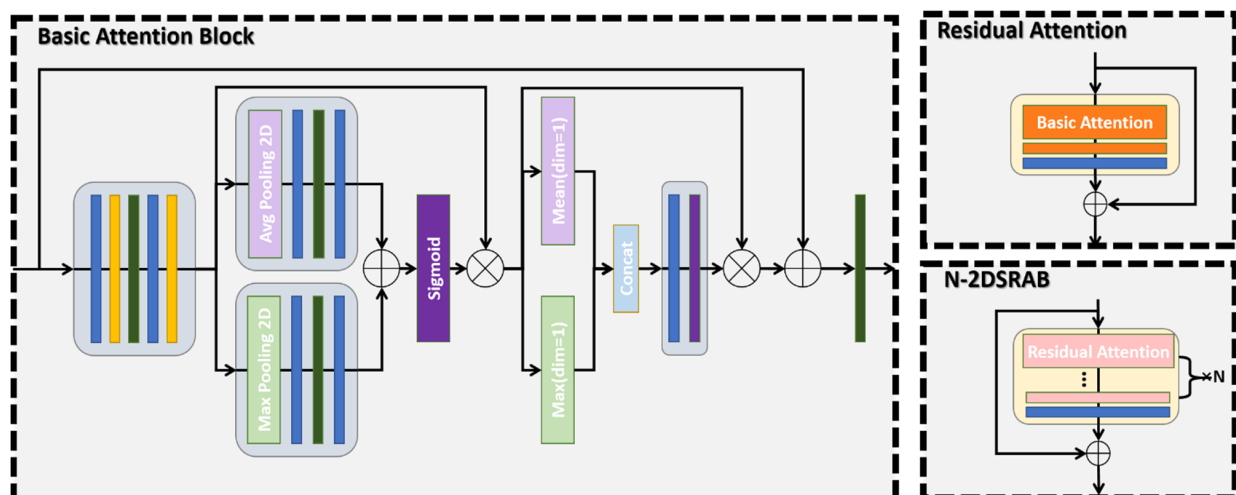 Basic Attention Block
Avg Pooling 2D
Max Pooling 2D
Sigmoid
Mean(dim=1)
Max(dim=1)
Concat
Residual Attention
Basic Attention
N-2DSRAB
Residual Attention
...
×N